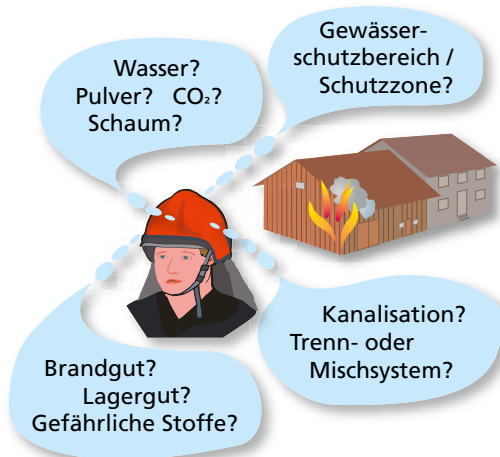 Wasser?
Pulver? CO₂?
Schaum?
Gewässer-
schutzbereich /
Schutzzone?
Brandgut?
Lagergut?
Gefährliche Stoffe?
Kanalisation?
Trenn- oder
Mischsystem?